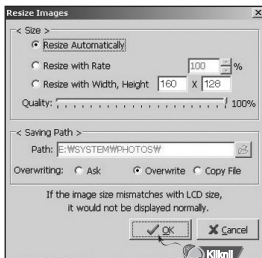 Resize Images
< Size >
Resize Automatically
Resize with Rate 100 %
Resize with Width, Height 160 X 128
Quality: 100%
< Saving Path >
Path: E:₩SYSTEM₩PHOTOS₩
Overwriting: Ask Overwrite Copy File
If the image size mismatches with LCD size,
it would not be displayed normally.
OK Cancel